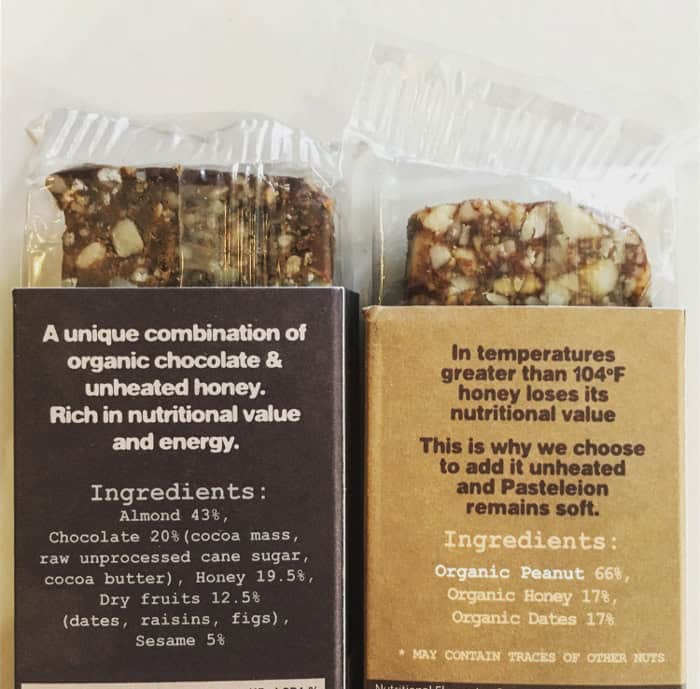 A unique combination of
organic chocolate &
unheated honey.
Rich in nutritional value
and energy.
Ingredients:
Almond 43%,
Chocolate 20%(cocoa mass,
raw unprocessed cane sugar,
cocoa butter), Honey 19.5%,
Dry fruits 12.5%
(dates, raisins, figs),
Sesame 5%
In temperatures
greater than 104°F
honey loses its
nutritional value
This is why we choose
to add it unheated
and Pasteleion
remains soft.
Ingredients:
Organic Peanut 66%,
Organic Honey 17%,
Organic Dates 17%
* MAY CONTAIN TRACES OF OTHER NUTS